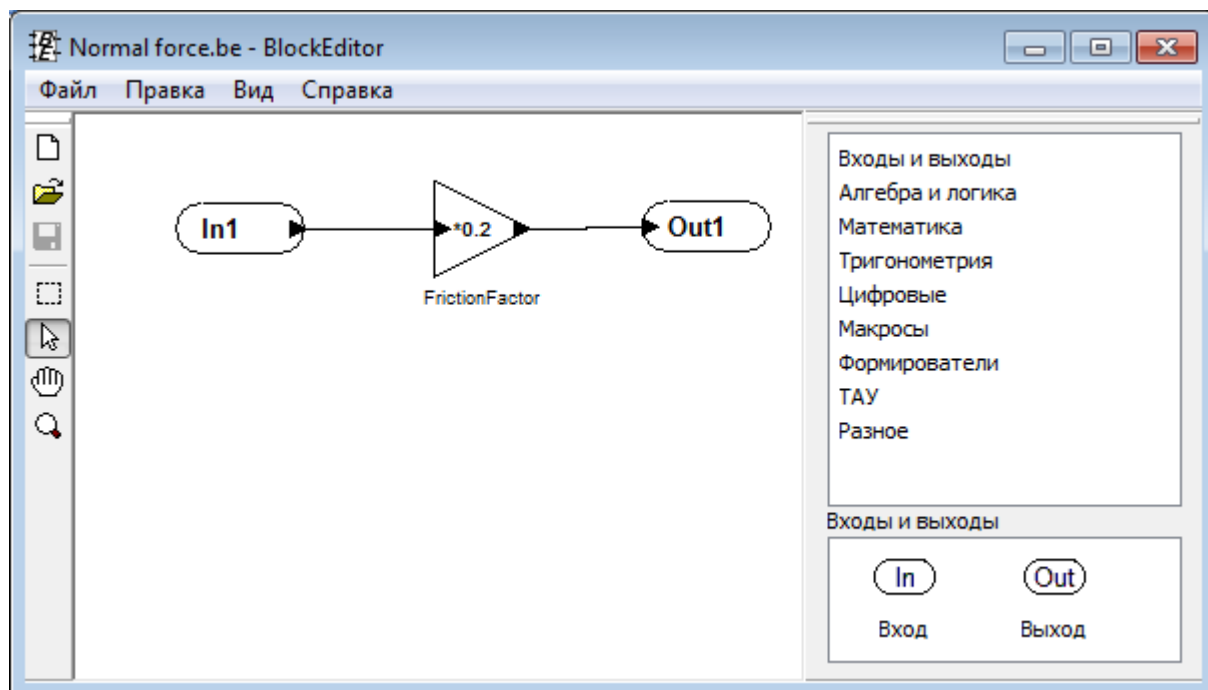 Normal force.be - BlockEditor
Файл Правка Вид Справка
In1
*0.2
Out1
FrictionFactor
Входы и выходы
Алгебра и логика
Математика
Тригонометрия
Цифровые
Макросы
Формирователи
ТАУ
Разное
Входы и выходы
In Out
Вход Выход